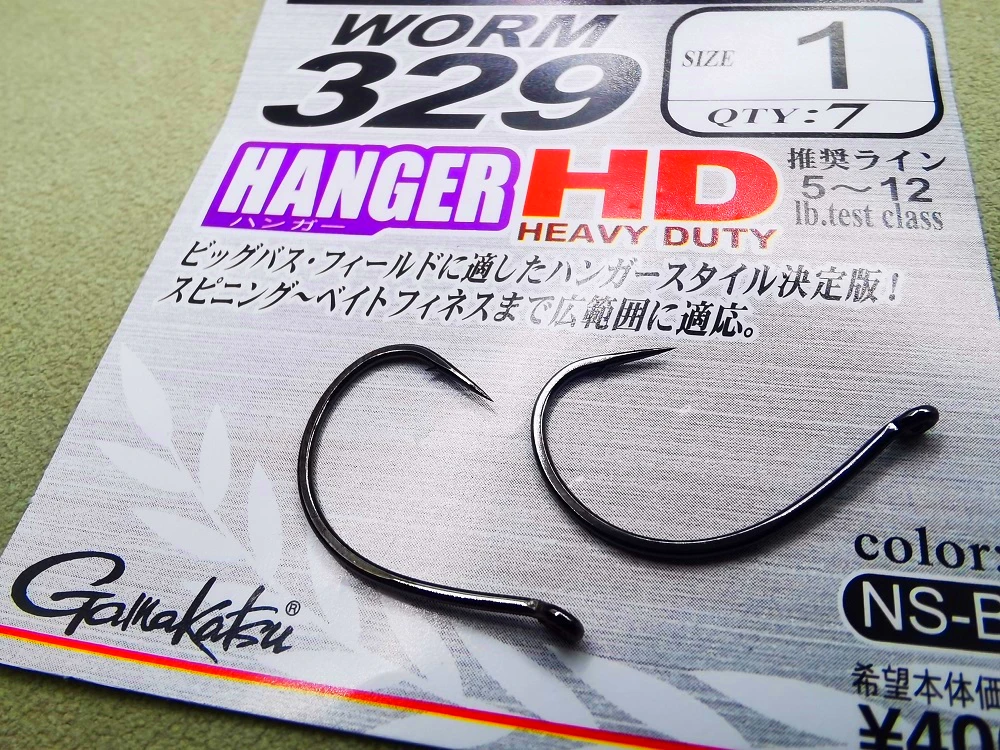 WORM
329
SIZE 1
QTY:7
HANGER HD
ハンガー
HEAVY DUTY
推奨ライン
5～12
lb.test class
ビッグバス・フィールドに適したハンガースタイル決定版！
スピニング～ベイトフィネスまで広範囲に適応。
Gamakatsu®
color:
NS-B
希望本体価
¥40